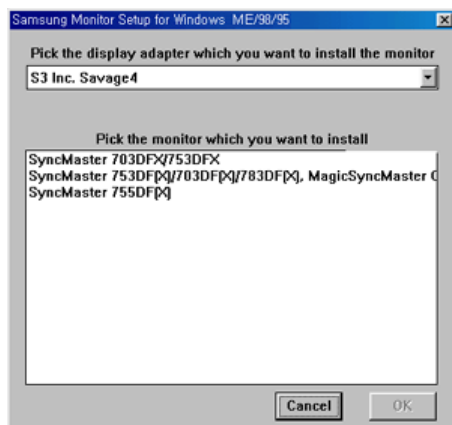 Samsung Monitor Setup for Windows ME/98/95
Pick the display adapter which you want to install the monitor
S3 Inc. Savage4
Pick the monitor which you want to install
SyncMaster 703DFX/753DFX
SyncMaster 753DF[X]/703DF[X]/783DF[X], MagicSyncMaster
SyncMaster 755DF[X]
Cancel
OK